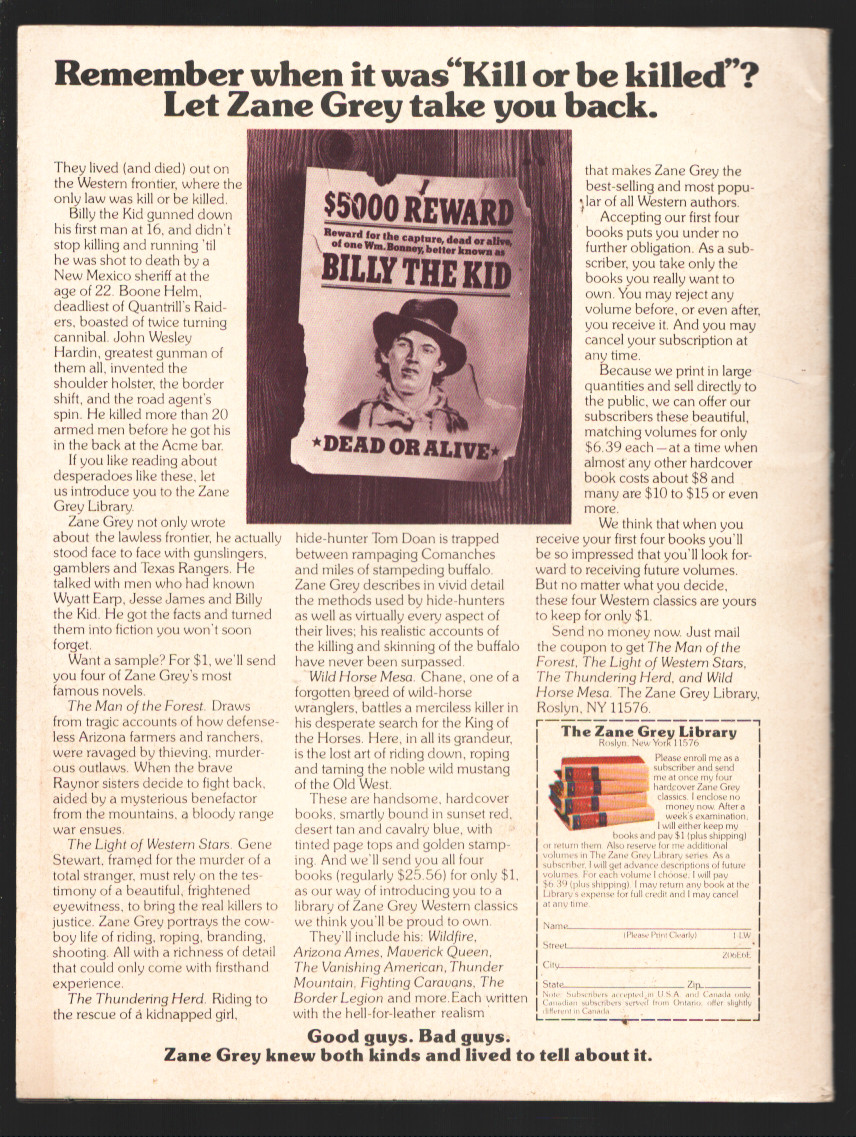 Remember when it was “Kill or be killed”?
Let Zane Grey take you back.
They lived (and died) out on
the Western frontier, where the
only law was kill or be killed.
Billy the Kid gunned down
his first man at 16, and didn’t
stop killing and running ’til
he was shot to death by a
New Mexico sheriff at the
age of 22. Boone Helm,
deadliest of Quantrill’s Raid-
ers, boasted of twice turning
cannibal. John Wesley
Hardin, greatest gunman of
them all, invented the
shoulder holster, the border
shift, and the road agent’s
spin. He killed more than 20
armed men before he got his
in the back at the Acme bar.
If you like reading about
desperadoes like these, let
us introduce you to the Zane
Grey Library.
Zane Grey not only wrote
about the lawless frontier, he actually
stood face to face with gunslingers,
gamblers and Texas Rangers. He
talked with men who had known
Wyatt Earp, Jesse James and Billy
the Kid. He got the facts and turned
them into fiction you won’t soon
forget.
Want a sample? For $1, we’ll send
you four of Zane Grey’s most
famous novels.
The Man of the Forest. Draws
from tragic accounts of how defense-
less Arizona farmers and ranchers,
were ravaged by thieving, murder-
ous outlaws. When the brave
Raynor sisters decide to fight back,
aided by a mysterious benefactor
from the mountains, a bloody range
war ensues.
The Light of Western Stars. Gene
Stewart, framed for the murder of a
total stranger, must rely on the tes-
timony of a beautiful, frightened
eyewitness, to bring the real killers to
justice. Zane Grey portrays the cow-
boy life of riding, roping, branding,
shooting. All with a richness of detail
that could only come with firsthand
experience.
The Thundering Herd. Riding to
the rescue of a kidnapped girl,
$5000 REWARD
Reward for the capture, dead or alive,
of one Wm. Bonney, better known as
BILLY THE KID
★DEAD OR ALIVE★
hide-hunter Tom Doan is trapped
between rampaging Comanches
and miles of stampeding buffalo.
Zane Grey describes in vivid detail
the methods used by hide-hunters
as well as virtually every aspect of
their lives; his realistic accounts of
the killing and skinning of the buffalo
have never been surpassed.
Wild Horse Mesa. Chane, one of a
forgotten breed of wild-horse
wranglers, battles a merciless killer in
his desperate search for the King of
the Horses. Here, in all its grandeur,
is the lost art of riding down, roping
and taming the noble wild mustang
of the Old West.
These are handsome, hardcover
books, smartly bound in sunset red,
desert tan and cavalry blue, with
tinted page tops and golden stamp-
ing. And we’ll send you all four
books (regularly $25.56) for only $1,
as our way of introducing you to a
library of Zane Grey Western classics
we think you’ll be proud to own.
They’ll include his: Wildfire,
Arizona Ames, Maverick Queen,
The Vanishing American, Thunder
Mountain, Fighting Caravans, The
Border Legion and more. Each written
with the hell-for-leather realism
that makes Zane Grey the
best-selling and most popu-
lar of all Western authors.
Accepting our first four
books puts you under no
further obligation. As a sub-
scriber, you take only the
books you really want to
own. You may reject any
volume before, or even after,
you receive it. And you may
cancel your subscription at
any time.
Because we print in large
quantities and sell directly to
the public, we can offer our
subscribers these beautiful,
matching volumes for only
$6.39 each—at a time when
almost any other hardcover
book costs about $8 and
many are $10 to $15 or even
more.
We think that when you
receive your first four books you’ll
be so impressed that you’ll look for-
ward to receiving future volumes.
But no matter what you decide,
these four Western classics are yours
to keep for only $1.
Send no money now. Just mail
the coupon to get The Man of the
Forest, The Light of Western Stars,
The Thundering Herd, and Wild
Horse Mesa. The Zane Grey Library,
Roslyn, NY 11576.
The Zane Grey Library
Roslyn, New York 11576
Please enroll me as a
subscriber and send
me at once my four
hardcover Zane Grey
classics. I enclose no
money now. After a
week’s examination,
I will either keep my
books and pay $1 (plus shipping)
or return them. Also reserve for me additional
volumes in The Zane Grey Library series. As a
subscriber, I will get advance descriptions of future
volumes. For each volume I choose, I will pay
$6.39 (plus shipping). I may return any book at the
Library’s expense for full credit and I may cancel
at any time.
Name
(Please Print Clearly) 1-LW
Street
Z06E6E
City
State Zip
Note: Subscribers accepted in U.S.A. and Canada only.
Canadian subscribers served from Ontario; offer slightly
different in Canada.
Good guys. Bad guys.
Zane Grey knew both kinds and lived to tell about it.